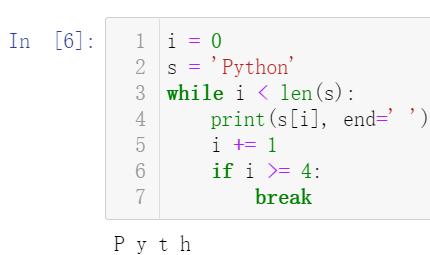 In [6]:
1 i = 0
2 s = 'Python'
3 while i < len(s):
4     print(s[i], end=' ')
5     i += 1
6     if i >= 4:
7         break
P y t h